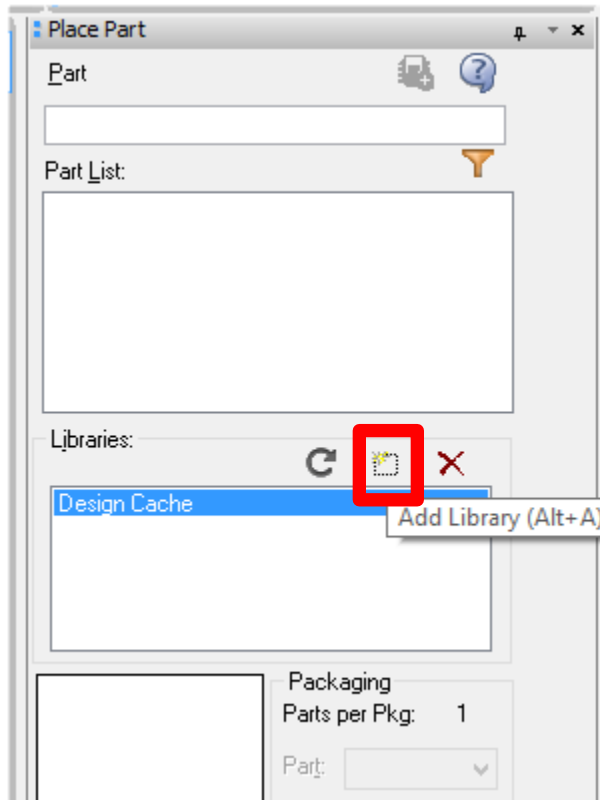 Place Part
Part
Part List:
Libraries:
Design Cache
Add Library (Alt+A)
Packaging
Parts per Pkg: 1
Part: